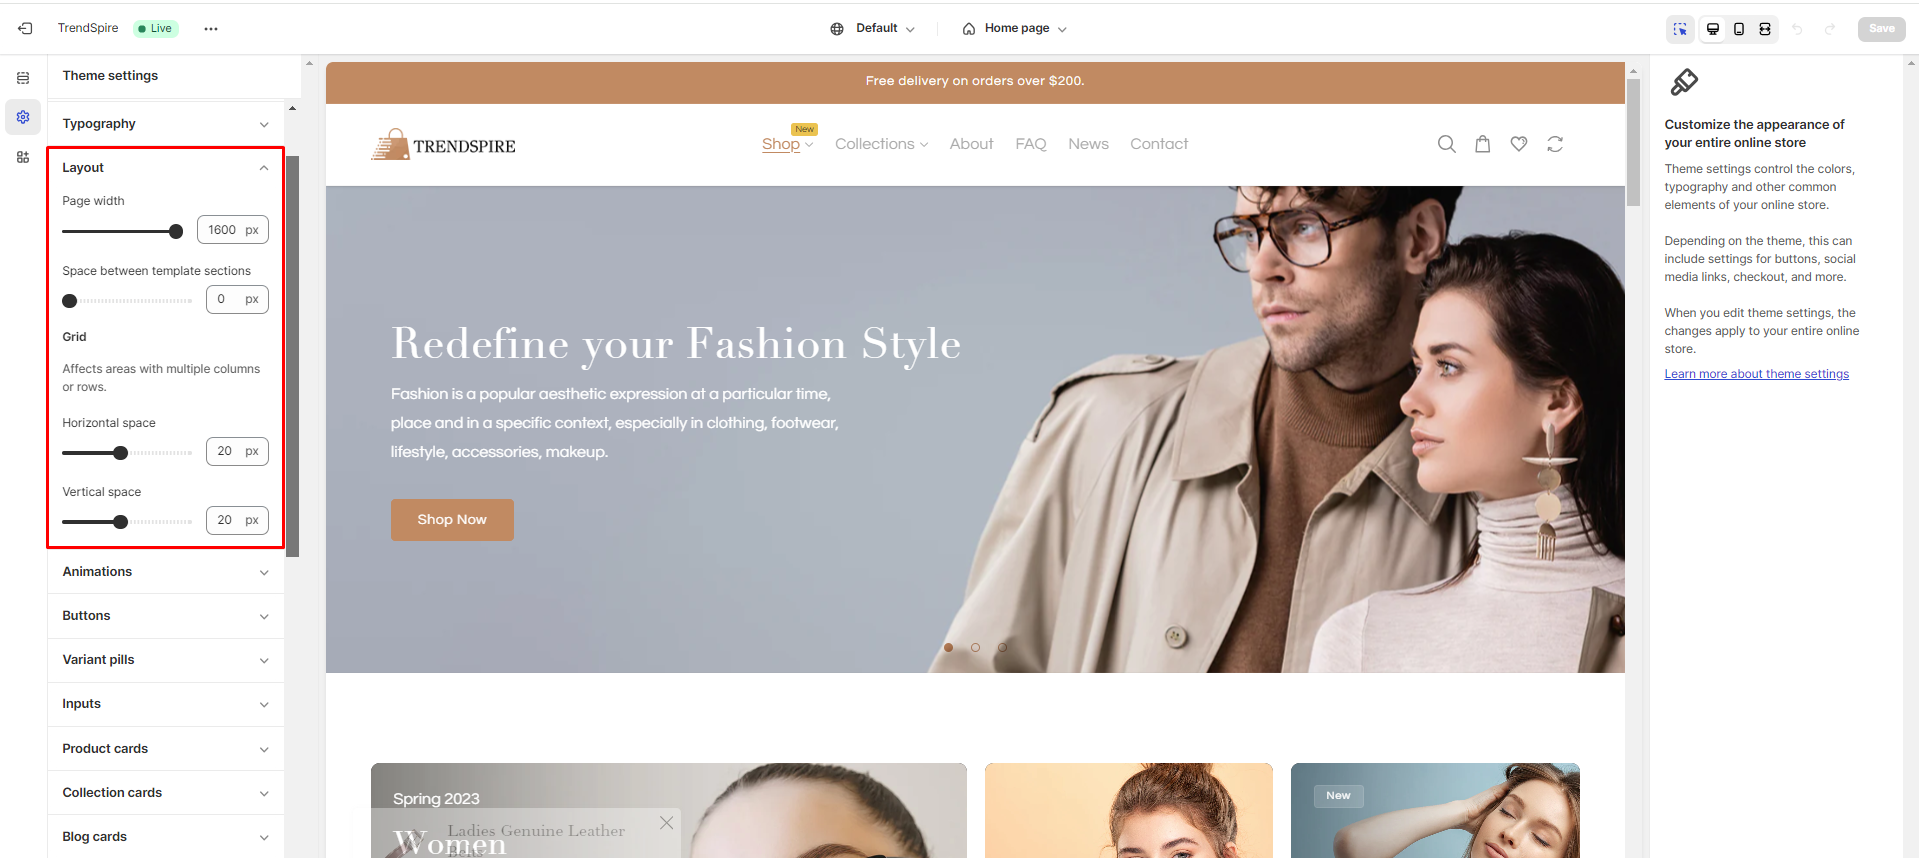 TrendSpire
Live
Default
Home page
Save
Theme settings
Typography
Layout
Page width
1600 px
Space between template sections
0 px
Grid
Affects areas with multiple columns
or rows.
Horizontal space
20 px
Vertical space
20 px
Animations
Buttons
Variant pills
Inputs
Product cards
Collection cards
Blog cards
Free delivery on orders over $200.
TRENDSPIRE
New
Shop Collections About FAQ News Contact
Redefine your Fashion Style
Fashion is a popular aesthetic expression at a particular time,
place and in a specific context, especially in clothing, footwear,
lifestyle, accessories, makeup.
Shop Now
Spring 2023
Women
Ladies Genuine Leather
Belts
New
Customize the appearance of
your entire online store
Theme settings control the colors,
typography and other common
elements of your online store.
Depending on the theme, this can
include settings for buttons, social
media links, checkout, and more.
When you edit theme settings, the
changes apply to your entire online
store.
Learn more about theme settings